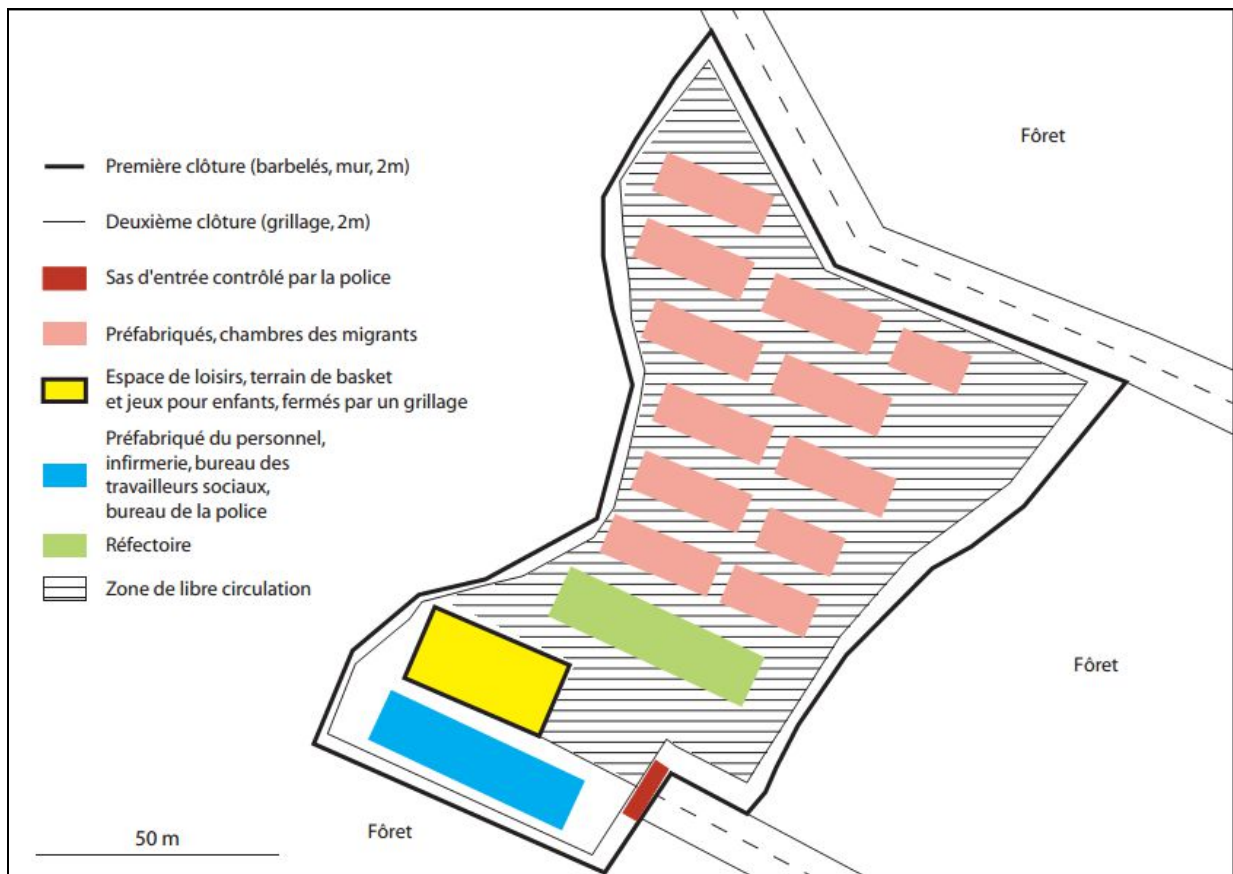 Fôret
Première clôture (barbelés, mur, 2m)
Deuxième clôture (grillage, 2m)
Sas d'entrée contrôlé par la police
Préfabriqués, chambres des migrants
Espace de loisirs, terrain de basket
et jeux pour enfants, fermés par un grillage
Préfabriqué du personnel,
infirmerie, bureau des
travailleurs sociaux,
bureau de la police
Réfectoire
Zone de libre circulation
Fôret
Fôret
50 m